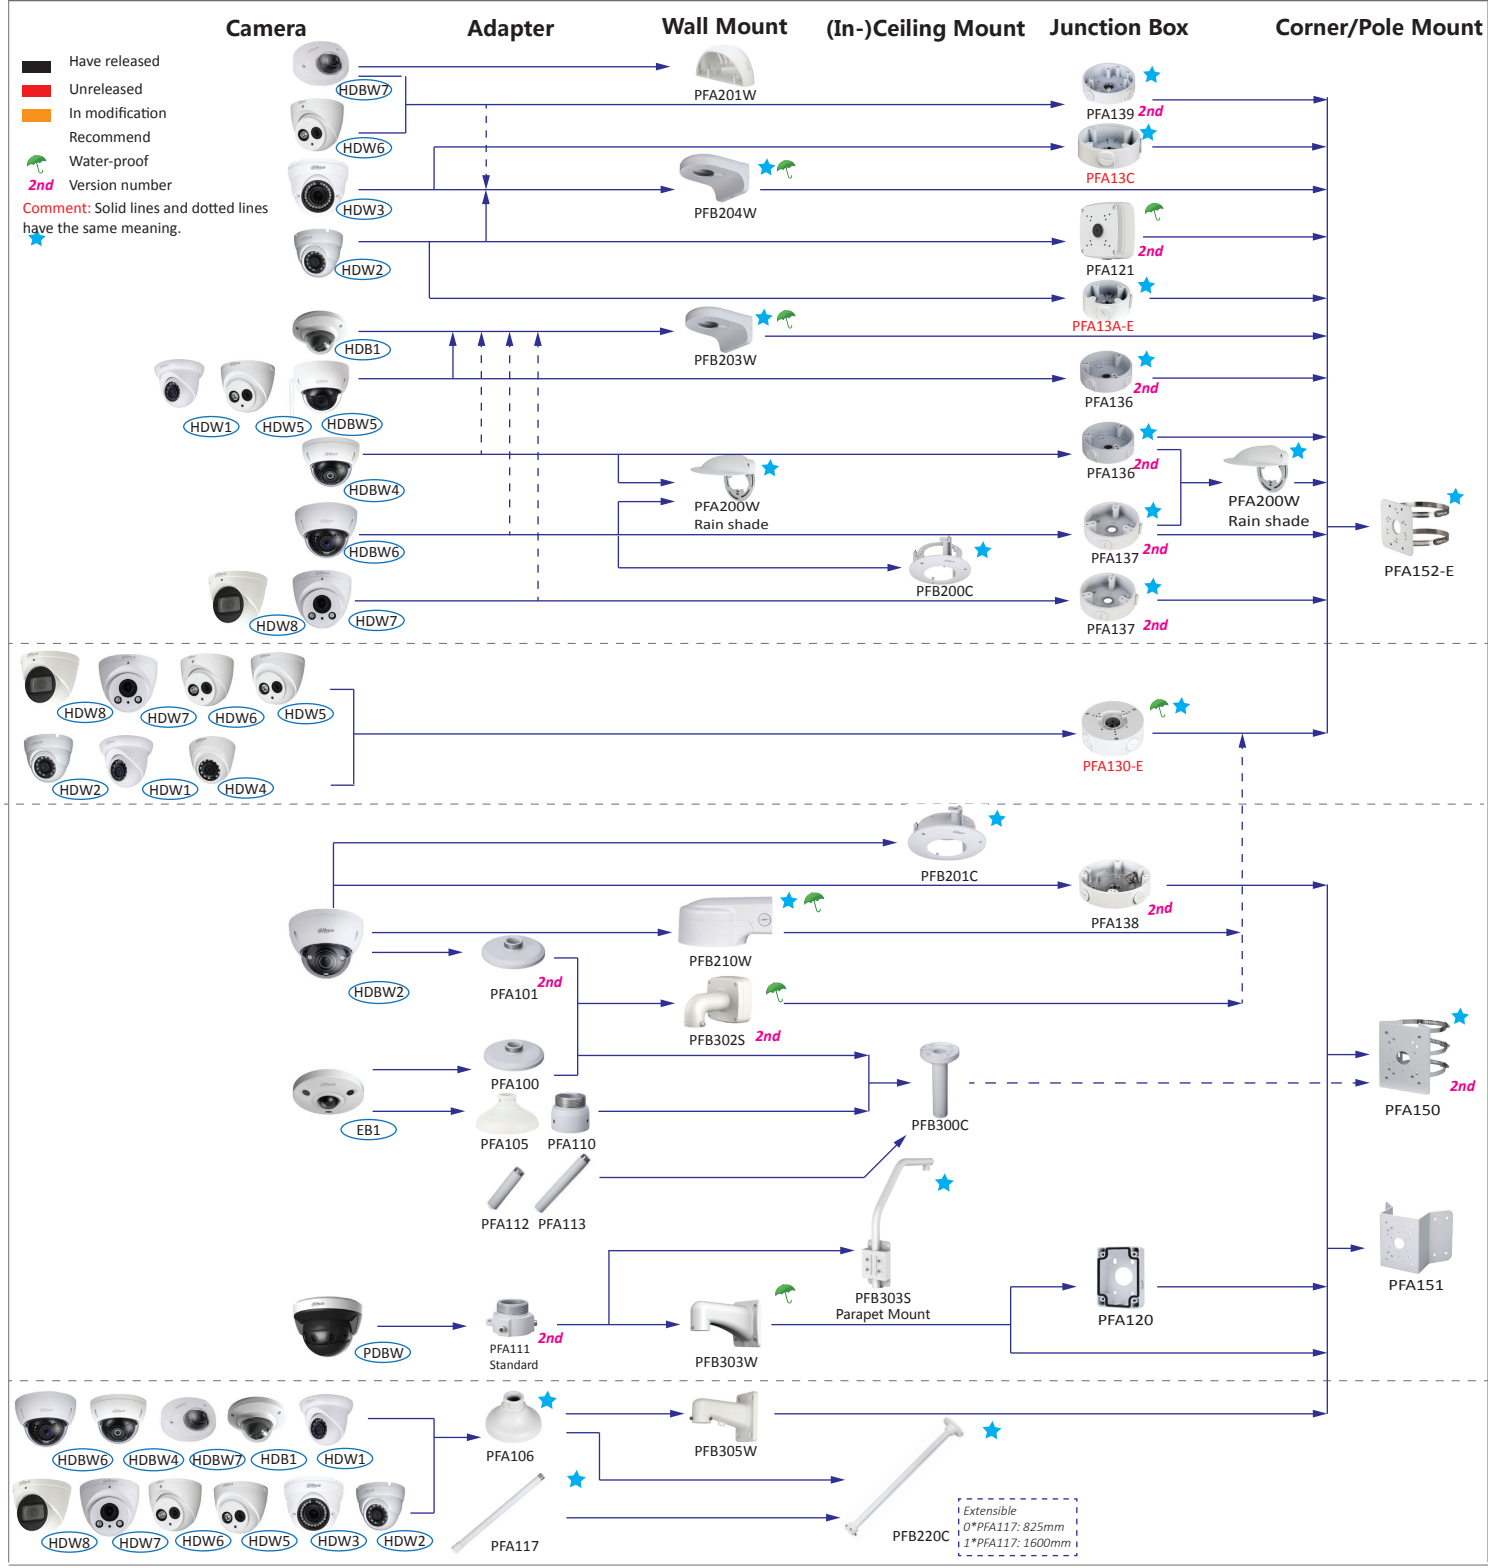 Camera
Adapter
Wall Mount
(In-)Ceiling Mount
Junction Box
Corner/Pole Mount
Have released
Unreleased
In modification
Recommend
Water-proof
2nd Version number
Comment: Solid lines and dotted lines
have the same meaning.
HDBW7
PFA201W
PFA139 2nd
HDW6
PFA13C
HDW3
PFB204W
HDW2
PFA121
2nd
PFA13A-E
HDB1
PFB203W
HDW1
HDW5
HDBW5
PFA136
2nd
HDBW4
PFA200W
Rain shade
PFA136
2nd
PFA200W
Rain shade
HDBW6
PFB200C
PFA137
2nd
PFA152-E
HDW8
HDW7
PFA137
2nd
HDW8
HDW7
HDW6
HDW5
HDW2
HDW1
HDW4
PFA130-E
PFB201C
PFA138
2nd
HDBW2
PFA101
2nd
PFB210W
PFB302S
2nd
PFA100
EB1
PFA105
PFA110
PFB300C
PFA150
2nd
PFA112
PFA113
PFB303S
Parapet Mount
PFA151
PDBW
PFA111
Standard
2nd
PFB303W
PFA120
HDBW6
HDBW4
HDBW7
HDB1
HDW1
PFA106
PFB305W
HDW8
HDW7
HDW6
HDW5
HDW3
HDW2
PFA117
PFB220C
Extensible
0*PFA117: 825mm
1*PFA117: 1600mm